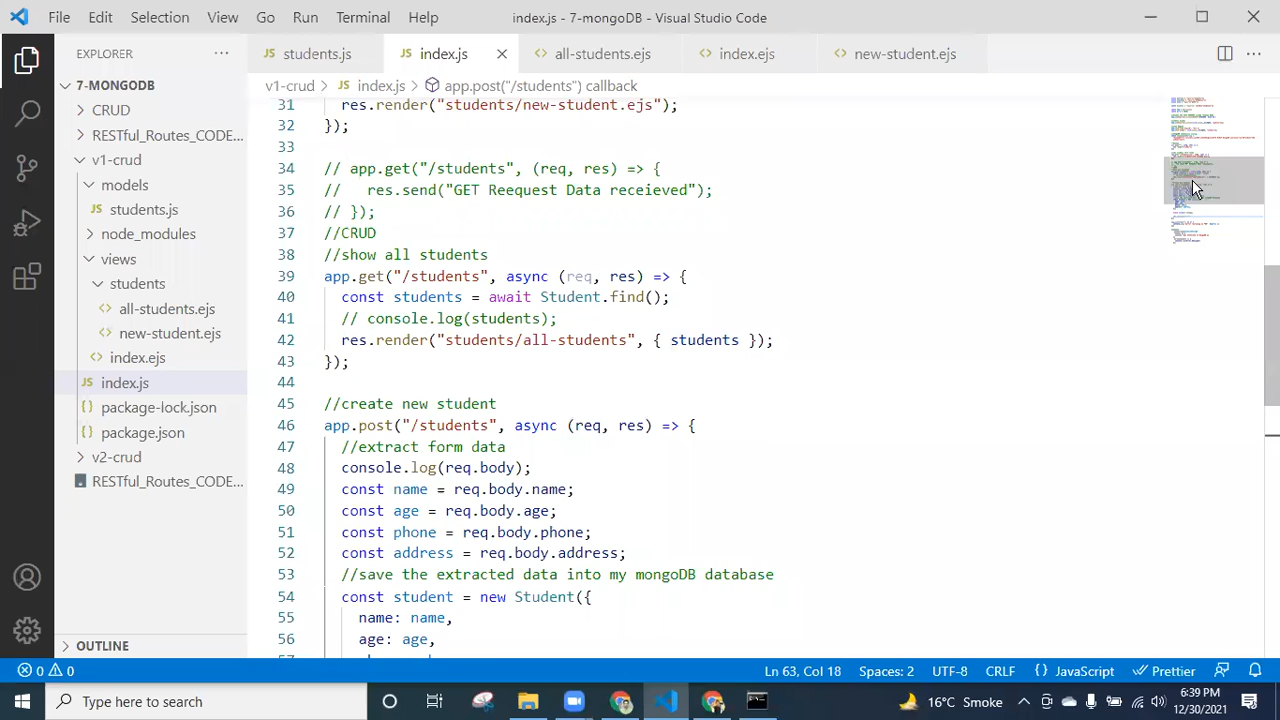 File Edit Selection View Go Run Terminal Help index.js - 7-mongoDB - Visual Studio Code
EXPLORER
students.js index.js all-students.ejs index.ejs new-student.ejs
v1-crud index.js app.post("/students") callback
7-MONGODB
CRUD
RESTful_Routes_CODE...
v1-crud
models
students.js
node_modules
views
students
all-students.ejs
new-student.ejs
index.ejs
index.js
package-lock.json
package.json
v2-crud
RESTful_Routes_CODE...
OUTLINE
31 res.render("students/new-student.ejs");
32
33
34 // app.get("/students", (req, res) =>
35 // res.send("GET Reequest Data receieved");
36 // });
37 //CRUD
38 //show all students
39 app.get("/students", async (req, res) => {
40 const students = await Student.find();
41 // console.log(students);
42 res.render("students/all-students", { students });
43 });
44
45 //create new student
46 app.post("/students", async (req, res) => {
47 //extract form data
48 console.log(req.body);
49 const name = req.body.name;
50 const age = req.body.age;
51 const phone = req.body.phone;
52 const address = req.body.address;
53 //save the extracted data into my mongoDB database
54 const student = new Student({
55 name: name,
56 age: age,
0 0 Ln 63, Col 18 Spaces: 2 UTF-8 CRLF JavaScript Prettier
Type here to search
16°C Smoke
6:39 PM
12/30/2021